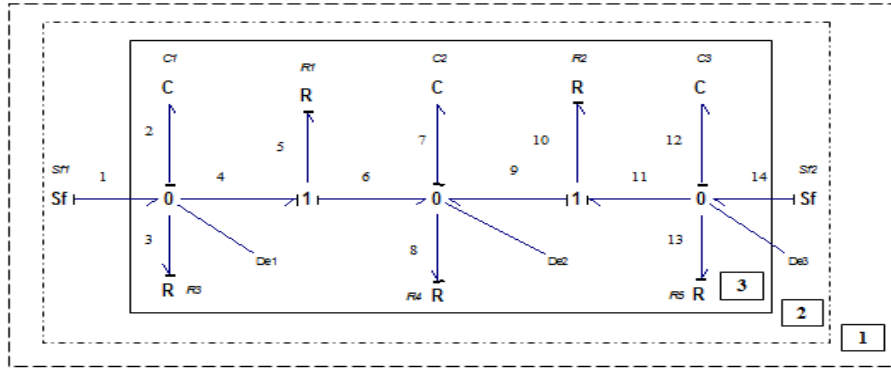 C1 C2 R2 C3
R1
C R C R C
2 5 7 10 12
Sf1 1 4 6 9 11 14 Sf2
Sf 0 1 0 1 0 Sf
3 De1 8 De2 13 De3
R R3 R4 R R5 R 3
2
1